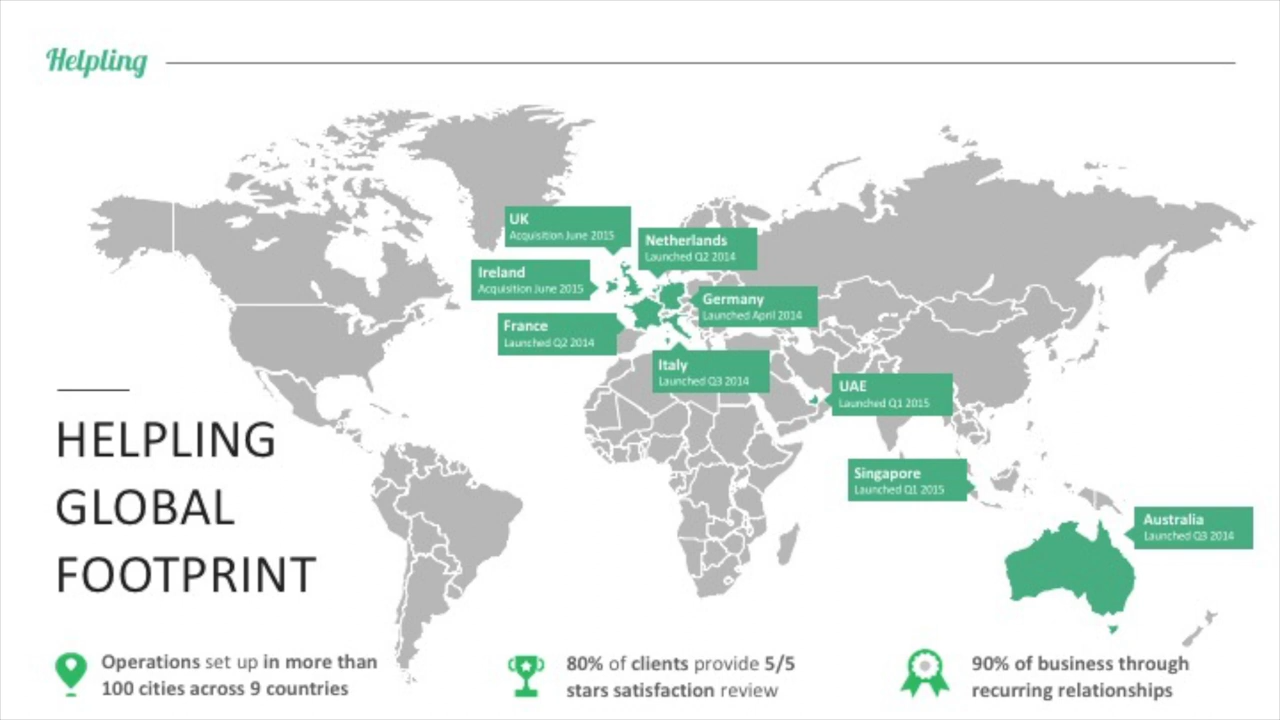 Helpling
UK
Acquisition June 2015
Netherlands
Launched Q2 2014
Ireland
Acquisition June 2015
Germany
Launched April 2014
France
Launched Q2 2014
Italy
Launched Q3 2014
UAE
Launched Q1 2015
Singapore
Launched Q1 2015
Australia
Launched Q3 2014
HELPLING
GLOBAL
FOOTPRINT
Operations set up in more than
100 cities across 9 countries
80% of clients provide 5/5
stars satisfaction review
90% of business through
recurring relationships